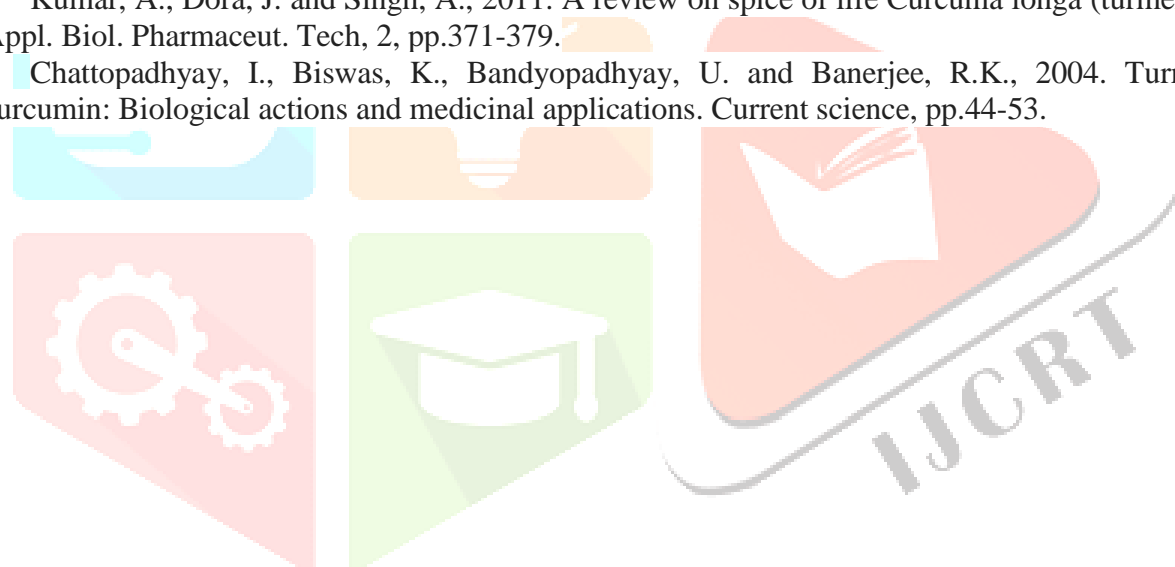 Kumar, A., Dora, J. and Singh, A., 2011. A review on spice of life Curcuma longa (turme
Appl. Biol. Pharmaceut. Tech, 2, pp.371-379.
Chattopadhyay, I., Biswas, K., Bandyopadhyay, U. and Banerjee, R.K., 2004. Turn
urcumin: Biological actions and medicinal applications. Current science, pp.44-53.
IJCRT